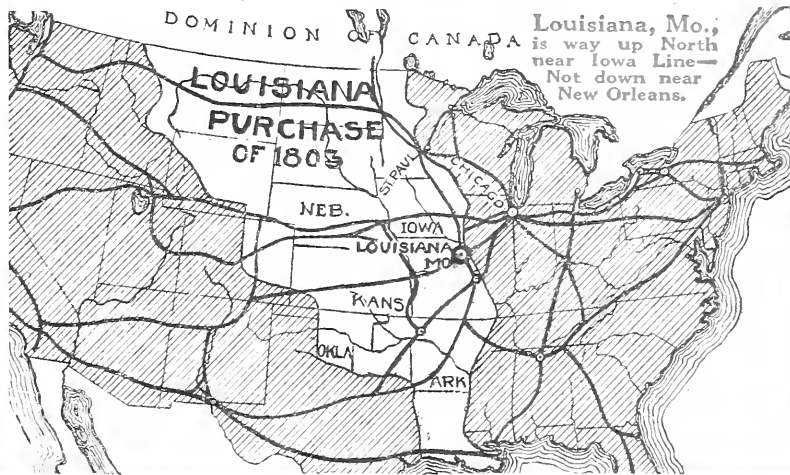 DOMINION OF CANADA
Louisiana, Mo.,
is way up North
near Iowa Line—
Not down near
New Orleans.
LOUISIANA
PURCHASE
OF 1803
ST. PAUL
CHICAGO
NEB.
IOWA
LOUISIANA
MO
KANS
OKLA
ARK